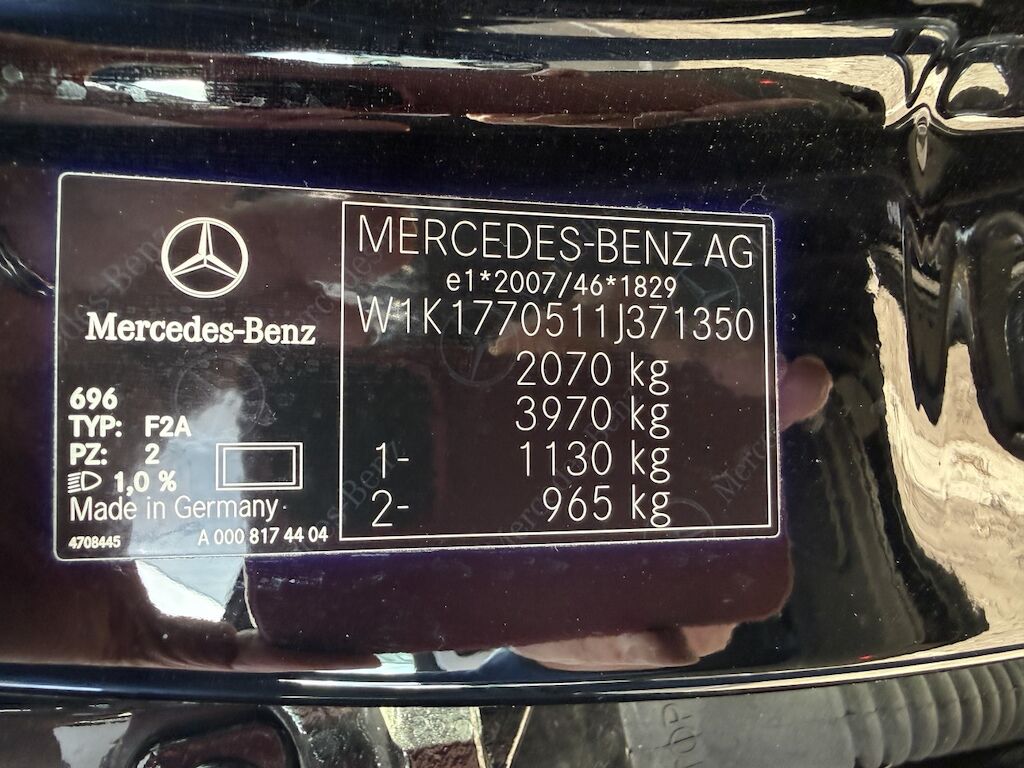 Mercedes-Benz
696
TYP: F2A
PZ: 2
1,0 %
Made in Germany
4708445 A 000 817 44 04
MERCEDES-BENZ AG
e1*2007/46*1829
W1K1770511J371350
2070 kg
3970 kg
1- 1130 kg
2- 965 kg